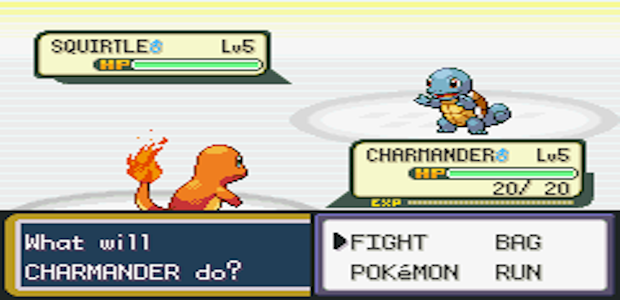 SQUIRTLE♂ Lv5
HP
CHARMANDER♂ Lv5
HP
20/ 20
EXP
What will
CHARMANDER do?
▶FIGHT BAG
POKéMON RUN